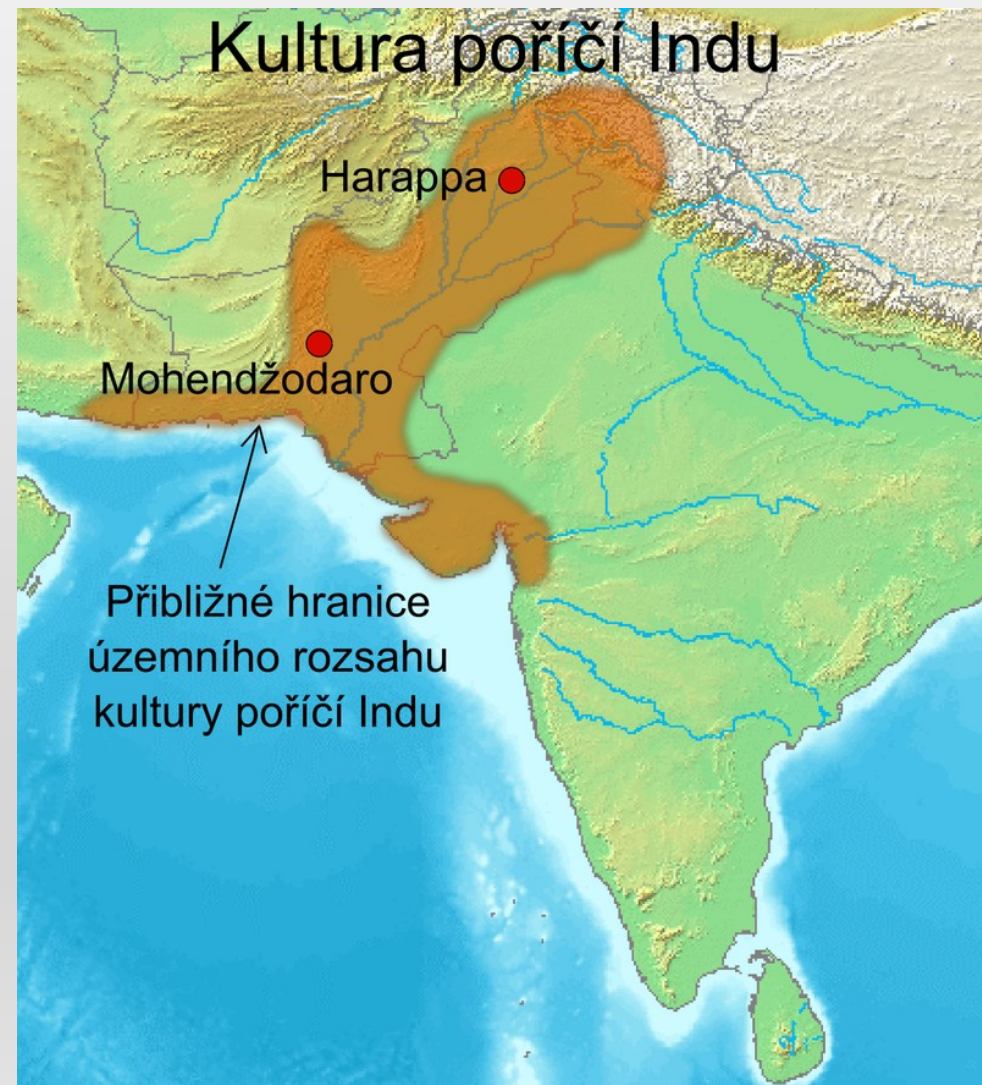 Kultura poříčí Indu
Harappa
Mohendžodaro
Přibližné hranice
územního rozsahu
kultury poříčí Indu